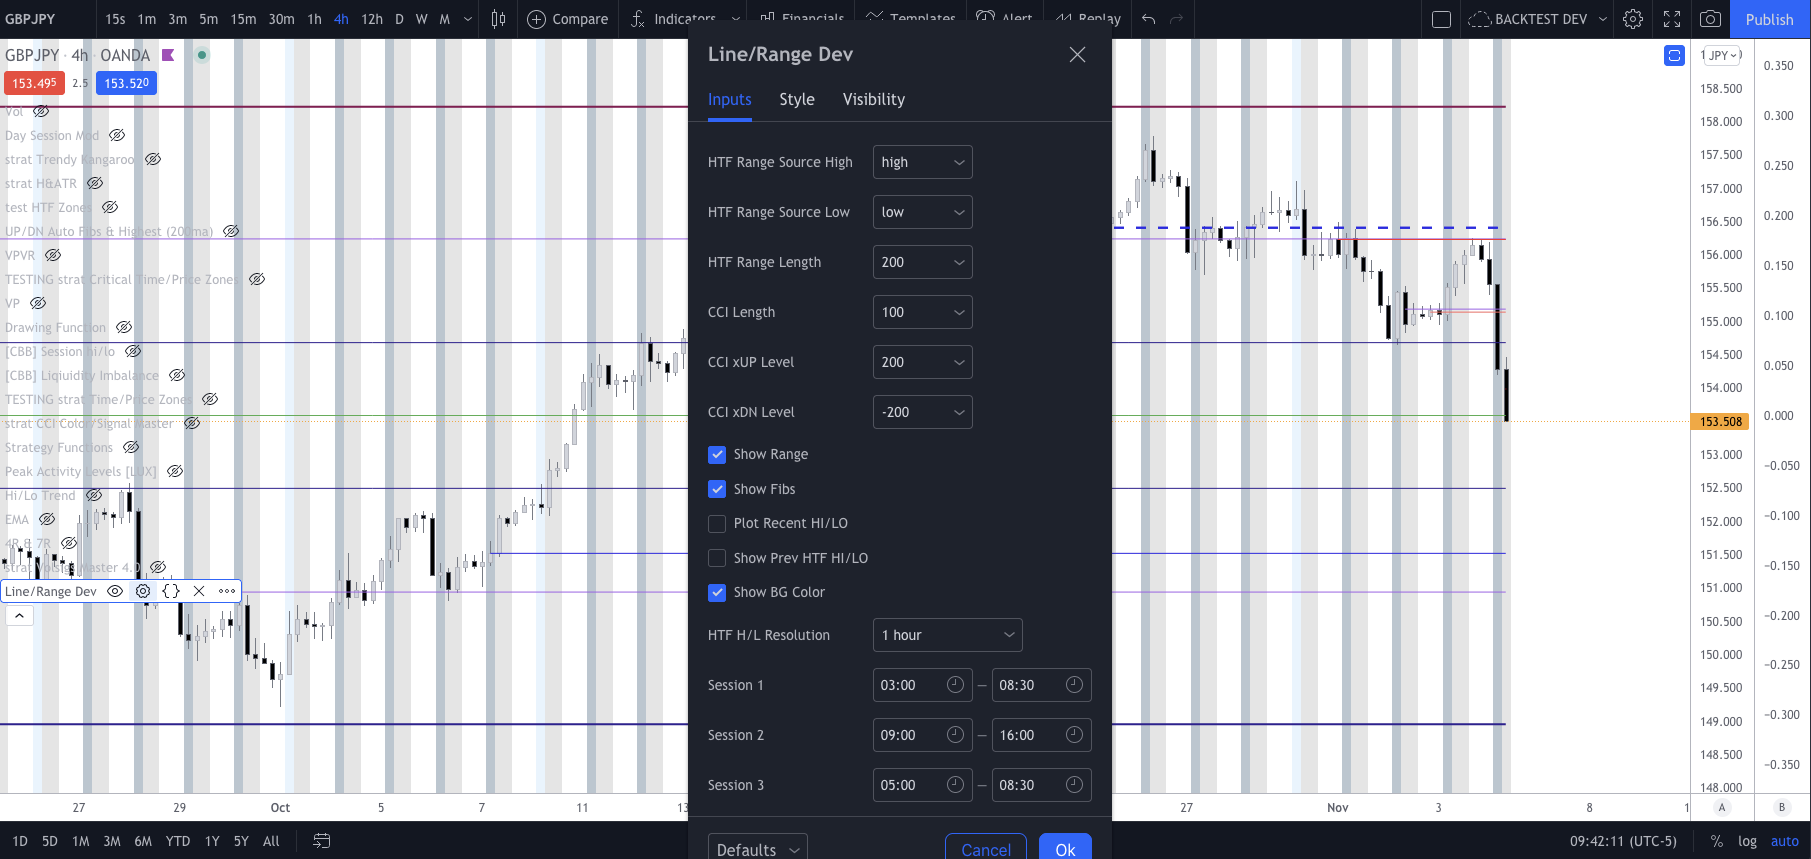 GBPJPY 15s 1m 3m 5m 15m 30m 1h 4h 12h D W M Compare Indicators Financials Templates Alert Replay BACKTEST DEV Publish
GBPJPY · 4h · OANDA
153.495 2.5 153.520
Vol
Day Session Mod
strat Trendy Kangaroo
strat H&ATR
test HTF Zones
UP/DN Auto Fibs & Highest (200ma)
VPVR
TESTING strat Critical Time/Price Zones
VP
Drawing Function
[CBB] Session hi/lo
[CBB] Liqiuidity Imbalance
TESTING strat Time/Price Zones
strat CCI Color/Signal Master
Strategy Functions
Peak Activity Levels [LUX]
Hi/Lo Trend
EMA
4R & 7R
strat Volsigs Master 4.0
Line/Range Dev
Line/Range Dev
Inputs Style Visibility
HTF Range Source High high
HTF Range Source Low low
HTF Range Length 200
CCI Length 100
CCI xUP Level 200
CCI xDN Level -200
Show Range
Show Fibs
Plot Recent HI/LO
Show Prev HTF HI/LO
Show BG Color
HTF H/L Resolution 1 hour
Session 1 03:00 – 08:30
Session 2 09:00 – 16:00
Session 3 05:00 – 08:30
Defaults Cancel Ok
JPY
158.500
158.000
157.500
157.000
156.500
156.000
155.500
155.000
154.500
154.000
153.508
153.000
152.500
152.000
151.500
151.000
150.500
150.000
149.500
149.000
148.500
148.000
0.350
0.300
0.250
0.200
0.150
0.100
0.050
0.000
−0.050
−0.100
−0.150
−0.200
−0.250
−0.300
−0.350
27 29 Oct 5 7 11 13 27 Nov 3 8 1 A B
1D 5D 1M 3M 6M YTD 1Y 5Y All 09:42:11 (UTC-5) % log auto